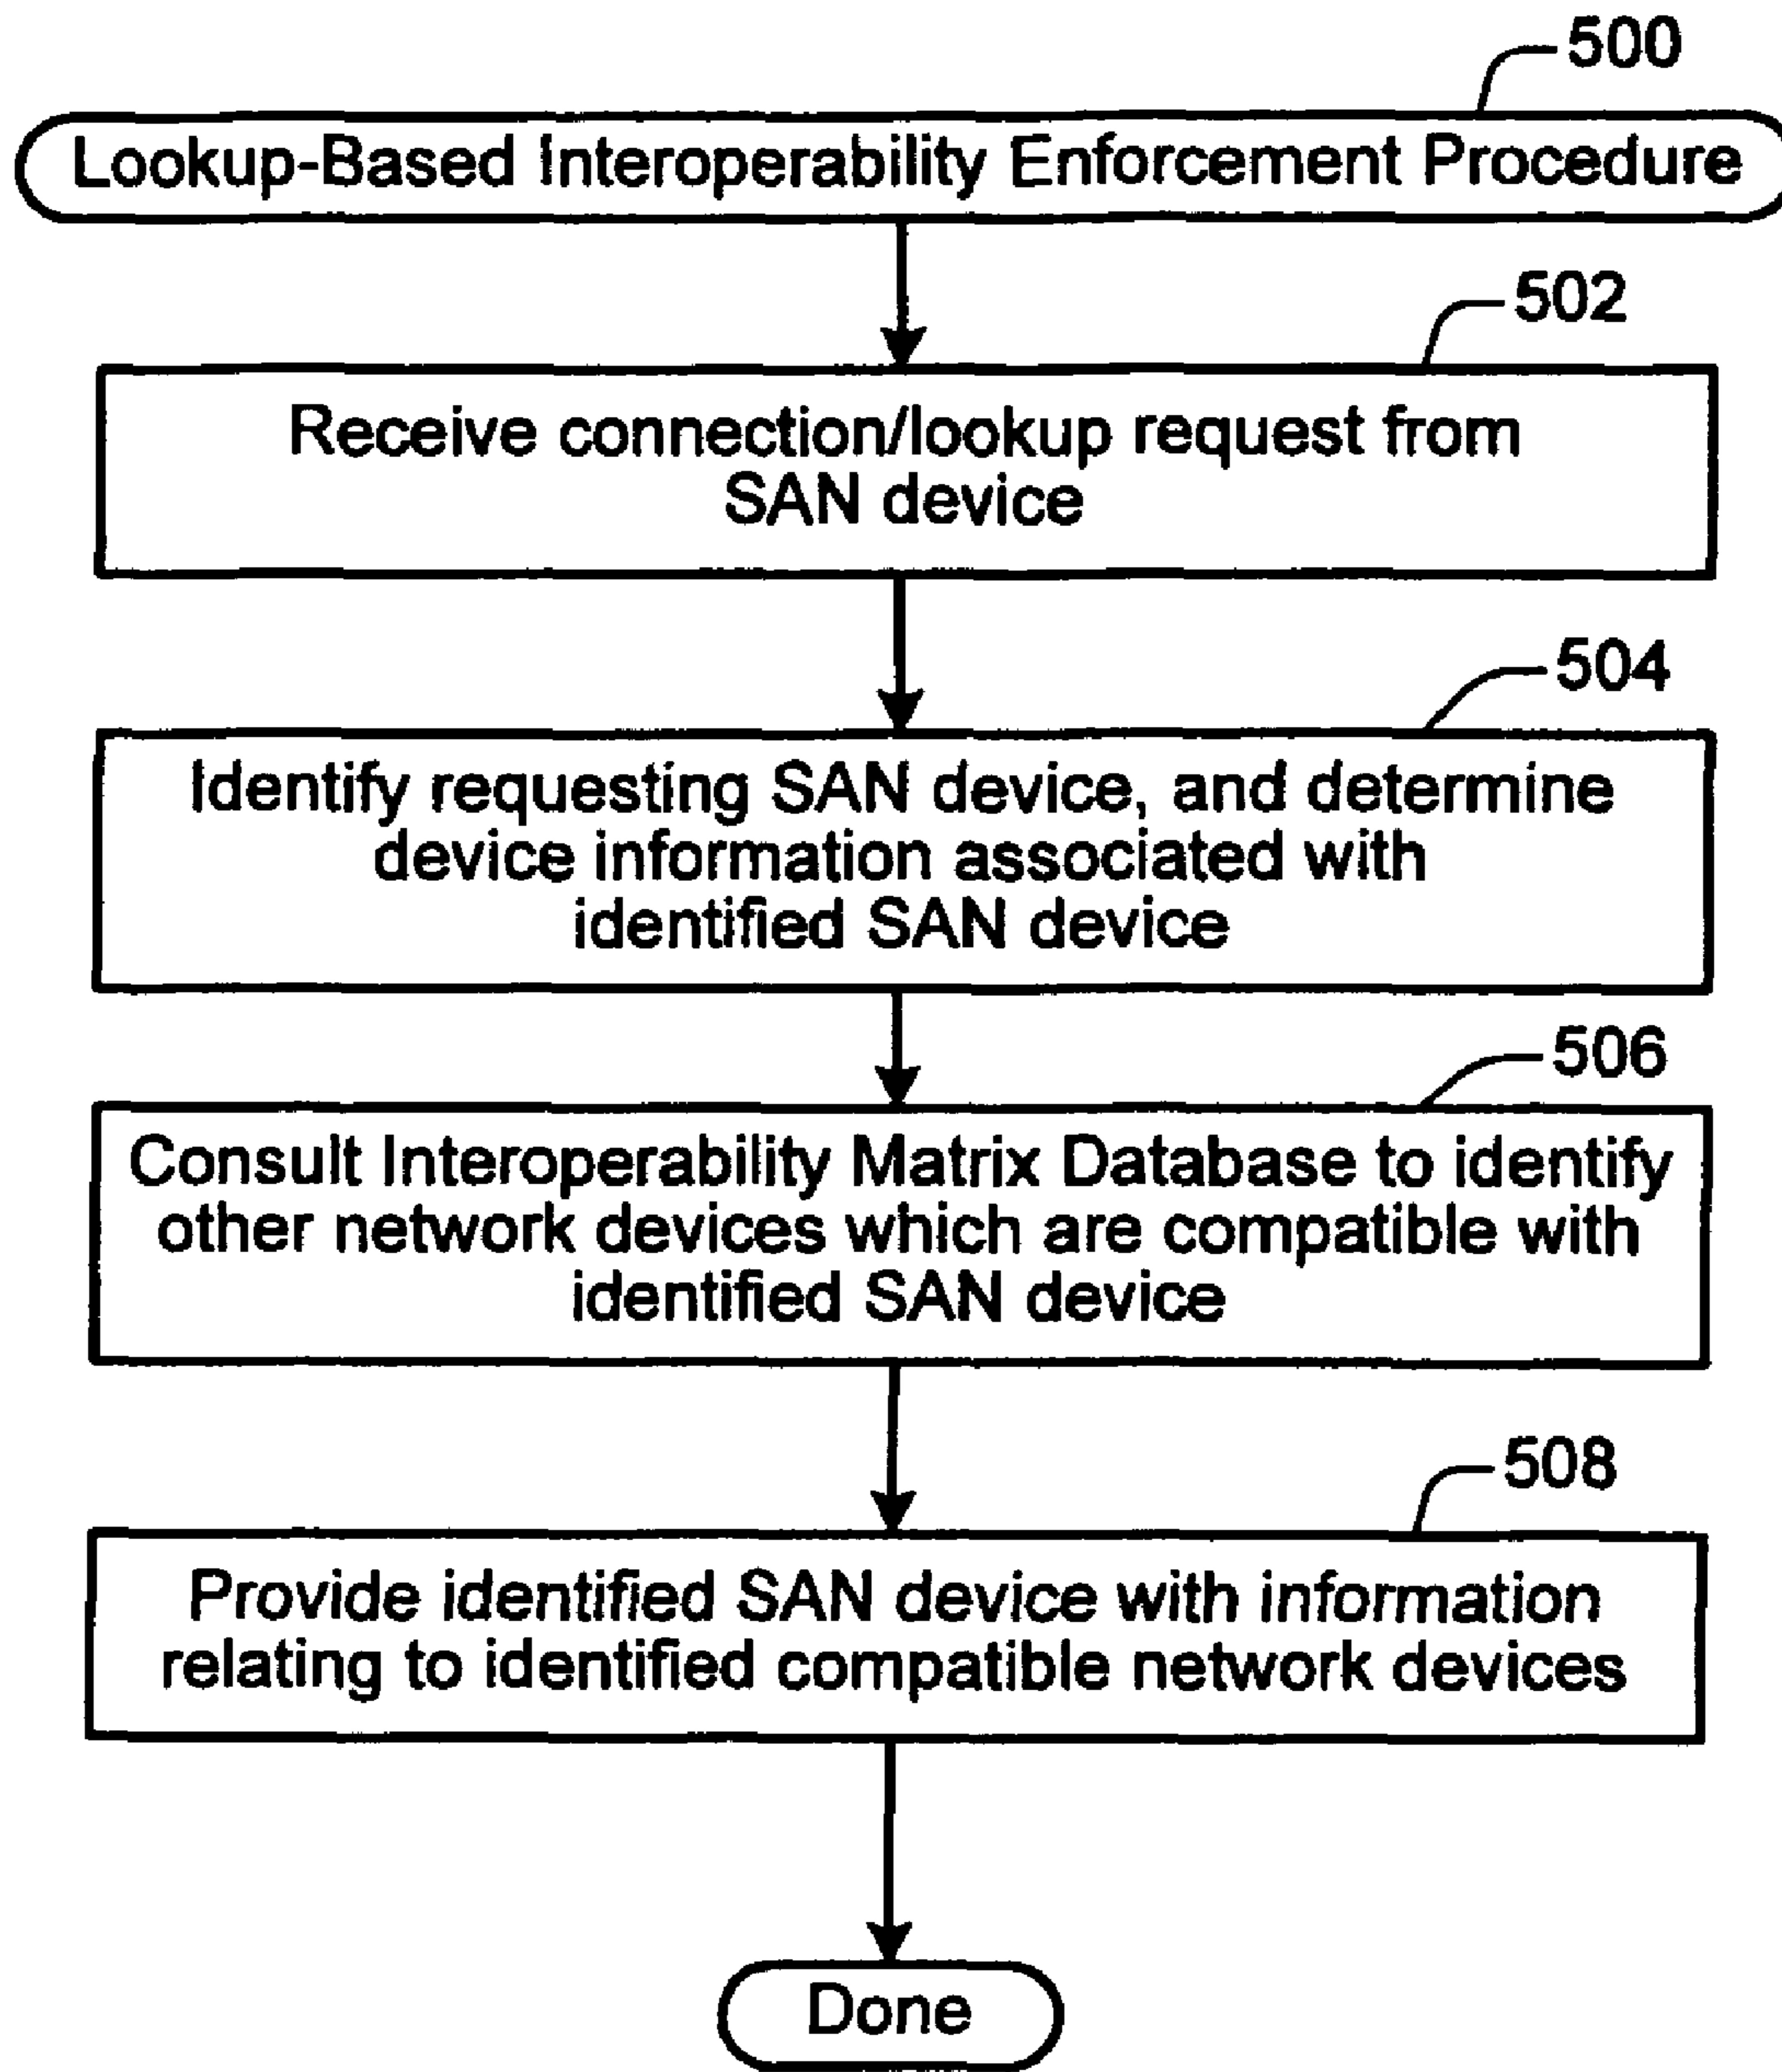 500
Lookup-Based Interoperability Enforcement Procedure
502
Receive connection/lookup request from
SAN device
504
Identify requesting SAN device, and determine
device information associated with
identified SAN device
506
Consult Interoperability Matrix Database to identify
other network devices which are compatible with
identified SAN device
508
Provide identified SAN device with information
relating to identified compatible network devices
Done